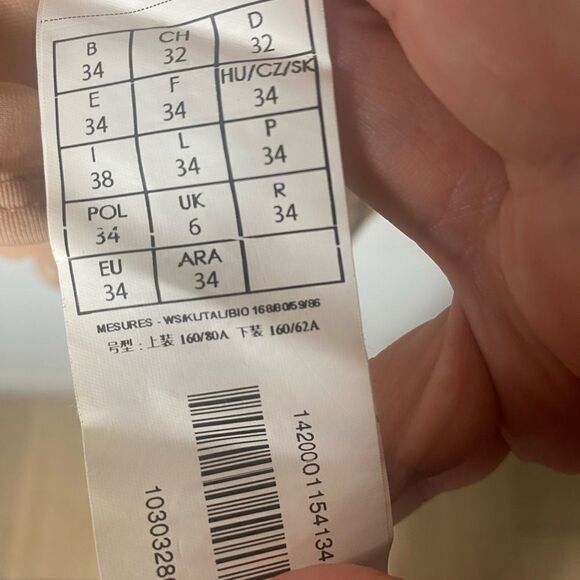 B CH D
34 32 32
E F HU/CZ/SK
34 34 34
I L P
38 34 34
POL UK R
34 6 34
EU ARA
34 34
MESURES - WS/KU/TAL/BIO 168/80/59/86
号型：上装 160/80A 下装 160/62A
142000115413​4